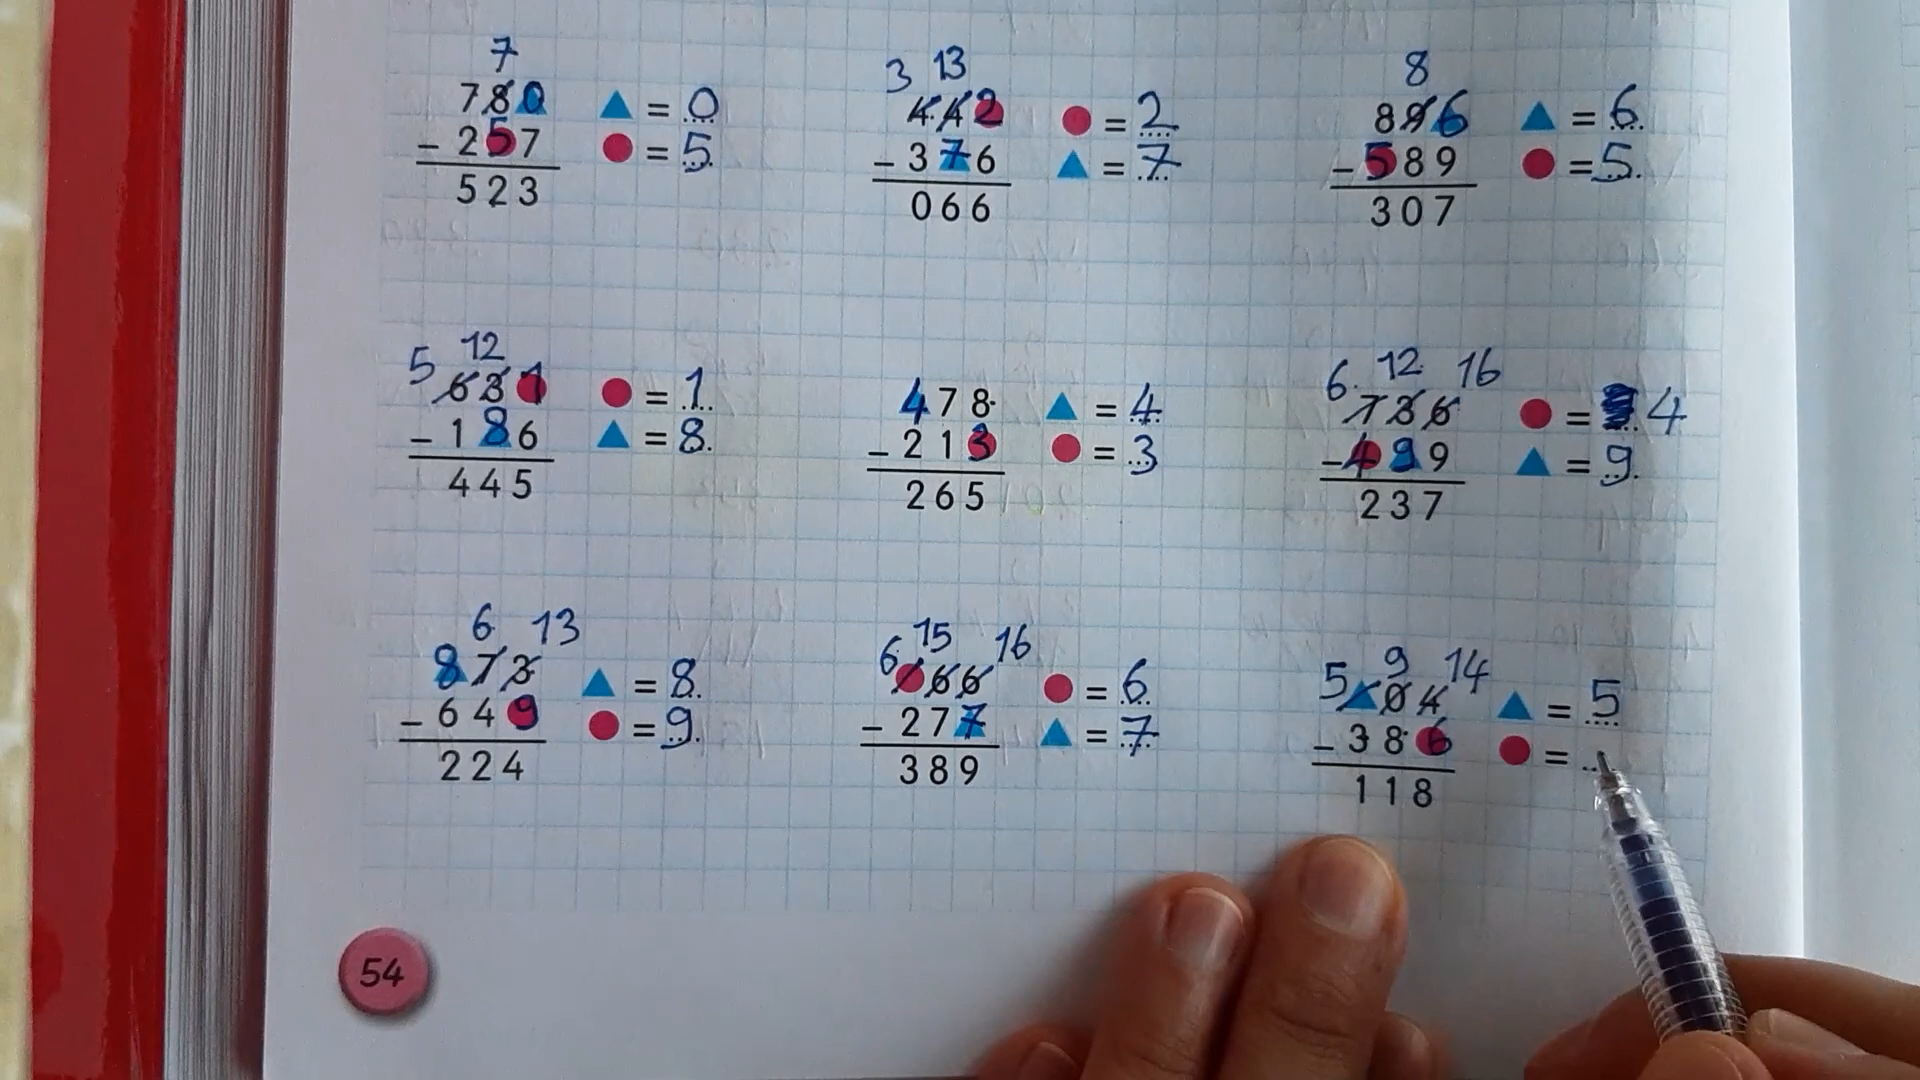 7
780 ▲ = 0
- 257 ● = 5
523
3 13
442 ● = 2
- 376 ▲ = 7
066
8
896 ▲ = 6
- 589 ● = 5
307
5 12
631 ● = 1
- 186 ▲ = 8
445
478 ▲ = 4
- 213 ● = 3
265
6 12 16
736 ● = 4
- 499 ▲ = 9
237
6 13
873 ▲ = 8
- 649 ● = 9
224
6 15 16
●66 ● = 6
- 277 ▲ = 7
389
5 9 14
▲04 ▲ = 5
- 386 ● = ...
118
54